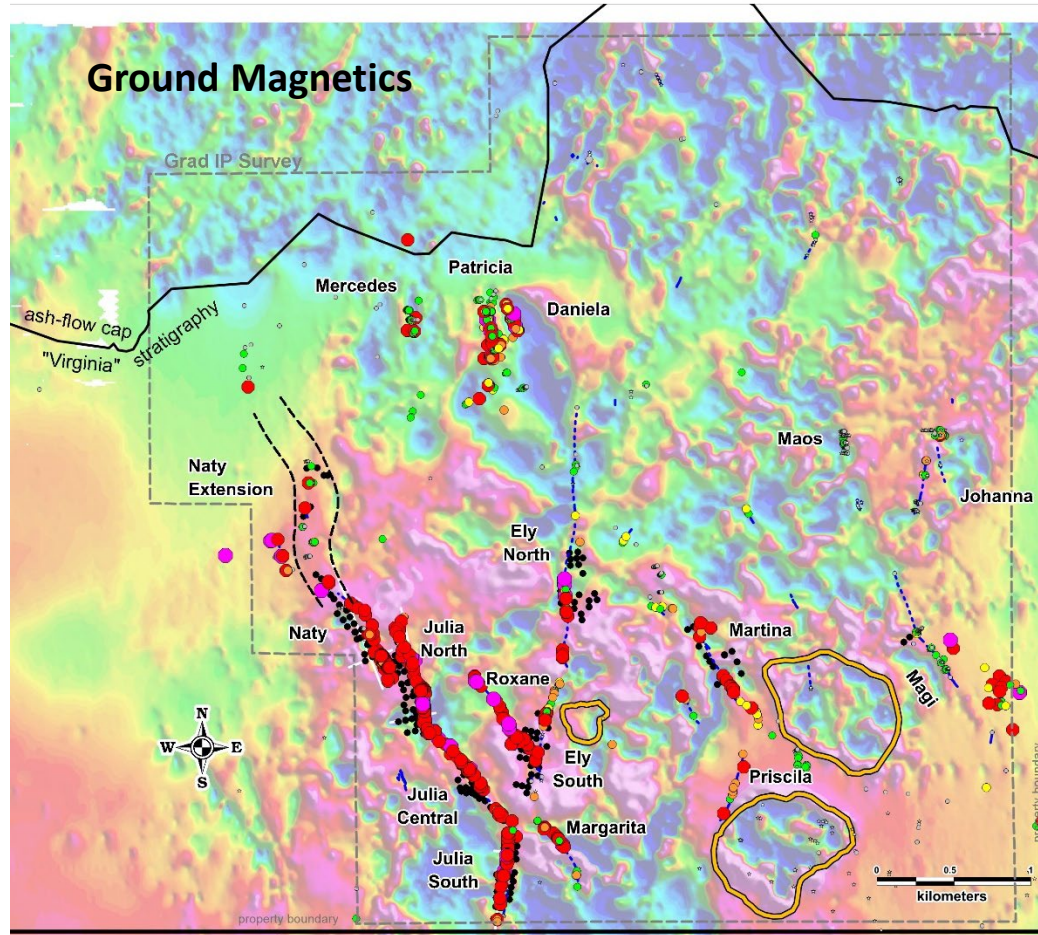 Ground Magnetics
Grad IP Survey
Patricia
Mercedes
Daniela
ash-flow cap
"Virginia"
stratigraphy
Maos
Naty
Extension
Johanna
Ely
North
Naty
Julia
North
Martina
Roxane
Magi
N
W E
S
Ely
South
Priscila
Julia
Central
Margarita
property boundary
Julia
South
0 0.5 1
kilometers
property boundary